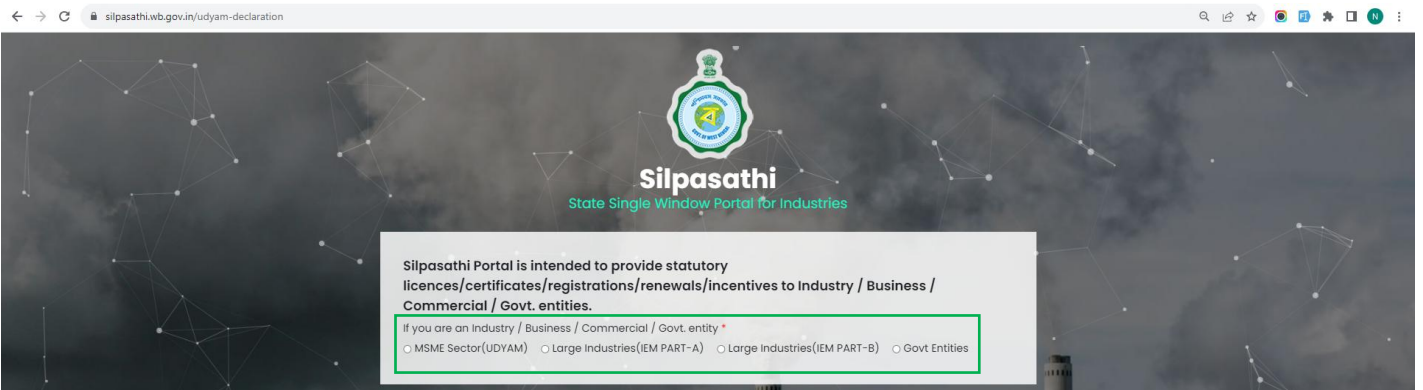 silpasathi.wb.gov.in/udyam-declaration
N
Silpasathi
State Single Window Portal for Industries
Silpasathi Portal is intended to provide statutory
licences/certificates/registrations/renewals/incentives to Industry / Business /
Commercial / Govt. entities.
If you are an Industry / Business / Commercial / Govt. entity *
MSME Sector(UDYAM) Large Industries(IEM PART-A) Large Industries(IEM PART-B) Govt Entities